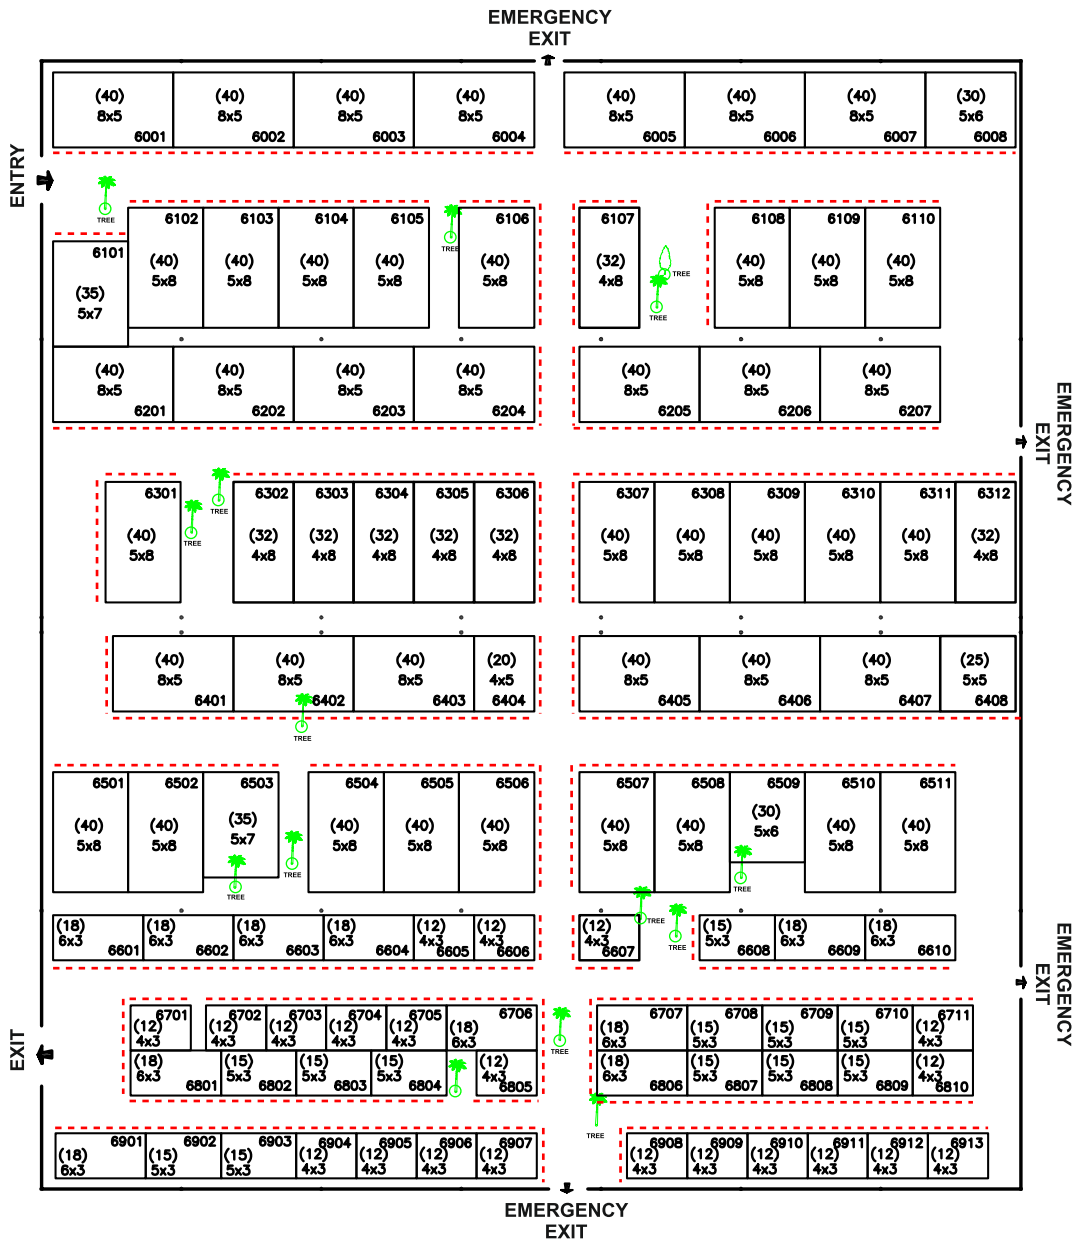 EMERGENCY
EXIT
(40) (40) (40) (40) (40) (40) (40) (30)
8x5 8x5 8x5 8x5 8x5 8x5 8x5 5x6
6001 6002 6003 6004 6005 6006 6007 6008
ENTRY
TREE
6101
(35)
5x7
6102 6103 6104 6105 6106 6107 6108 6109 6110
(40) (40) (40) (40) (40) (32) (40) (40) (40)
5x8 5x8 5x8 5x8 5x8 4x8 5x8 5x8 5x8
TREE
TREE
TREE
(40) (40) (40) (40) (40) (40) (40)
8x5 8x5 8x5 8x5 8x5 8x5 8x5
6201 6202 6203 6204 6205 6206 6207
EMERGENCY
EXIT
6301 6302 6303 6304 6305 6306 6307 6308 6309 6310 6311 6312
(40) (32) (32) (32) (32) (32) (40) (40) (40) (40) (40) (32)
5x8 4x8 4x8 4x8 4x8 4x8 5x8 5x8 5x8 5x8 5x8 4x8
TREE
TREE
(40) (40) (40) (20) (40) (40) (40) (25)
8x5 8x5 8x5 4x5 8x5 8x5 8x5 5x5
6401 6402 6403 6404 6405 6406 6407 6408
TREE
6501 6502 6503 6504 6505 6506 6507 6508 6509 6510 6511
(40) (40) (35) (40) (40) (40) (40) (40) (30) (40) (40)
5x8 5x8 5x7 5x8 5x8 5x8 5x8 5x8 5x6 5x8 5x8
TREE
TREE
TREE
(18) (18) (18) (18) (12) (12) (12) (15) (18) (18)
6x3 6x3 6x3 6x3 4x3 4x3 4x3 5x3 6x3 6x3
6601 6602 6603 6604 6605 6606 6607 6608 6609 6610
TREE
TREE
EMERGENCY
EXIT
6701 6702 6703 6704 6705 6706 6707 6708 6709 6710 6711
(12) (12) (12) (12) (12) (18) (18) (15) (15) (15) (12)
4x3 4x3 4x3 4x3 4x3 6x3 6x3 5x3 5x3 5x3 4x3
TREE
EXIT
(18) (15) (15) (15) (12) (18) (15) (15) (15) (12)
6x3 5x3 5x3 5x3 4x3 6x3 5x3 5x3 5x3 4x3
6801 6802 6803 6804 6805 6806 6807 6808 6809 6810
TREE
6901 6902 6903 6904 6905 6906 6907 6908 6909 6910 6911 6912 6913
(18) (15) (15) (12) (12) (12) (12) (12) (12) (12) (12) (12) (12)
6x3 5x3 5x3 4x3 4x3 4x3 4x3 4x3 4x3 4x3 4x3 4x3 4x3
EMERGENCY
EXIT